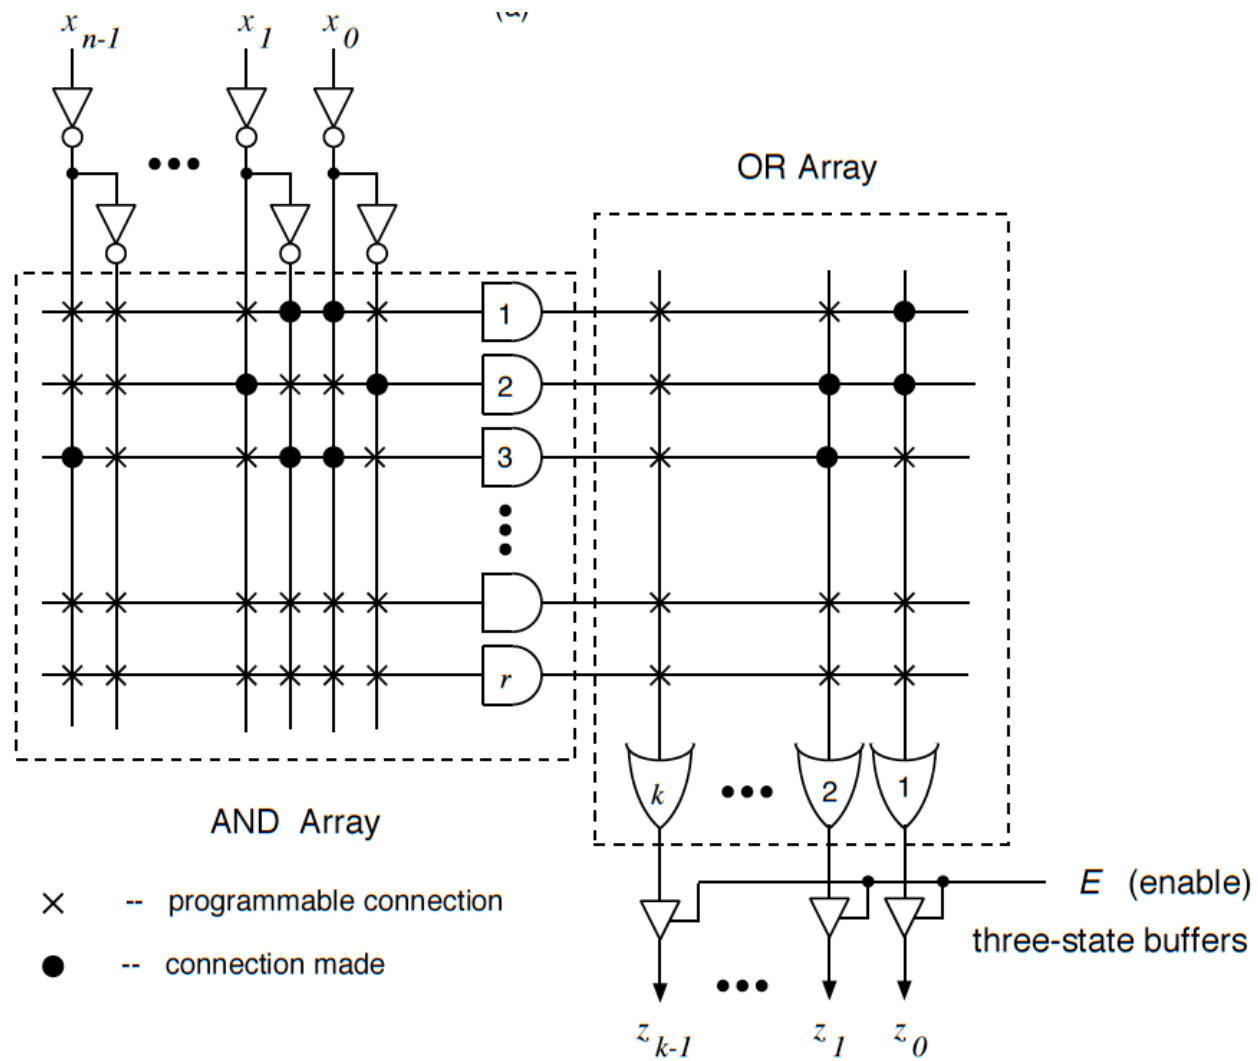 (a)
x n-1 x 1 x 0
OR Array
1
2
3
r
k 2 1
AND Array
× -- programmable connection
● -- connection made
E (enable)
three-state buffers
z k-1 z 1 z 0